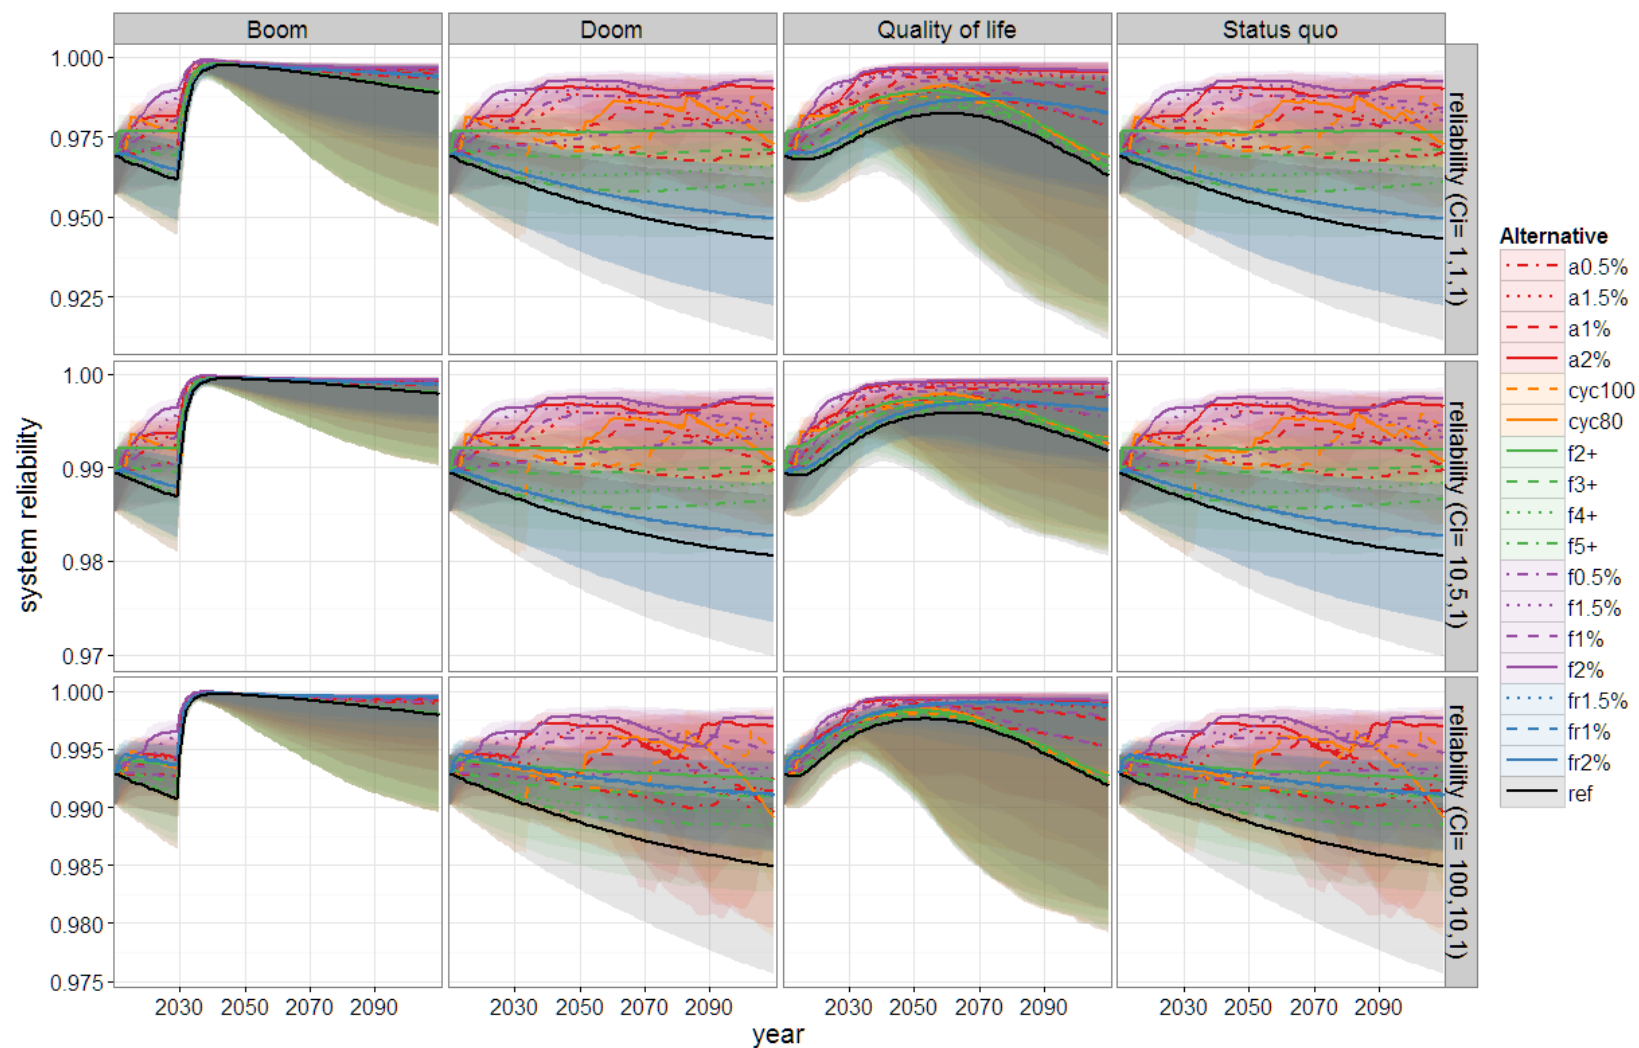 Boom Doom Quality of life Status quo
1.000
0.975
0.950
0.925
reliability (Ci= 1,1,1)
1.00
0.99
0.98
0.97
reliability (Ci= 10,5,1)
1.000
0.995
0.990
0.985
0.980
0.975
reliability (Ci= 100,10,1)
system reliability
2030 2050 2070 2090 2030 2050 2070 2090 2030 2050 2070 2090 2030 2050 2070 2090
year
Alternative
a0.5%
a1.5%
a1%
a2%
cyc100
cyc80
f2+
f3+
f4+
f5+
f0.5%
f1.5%
f1%
f2%
fr1.5%
fr1%
fr2%
ref